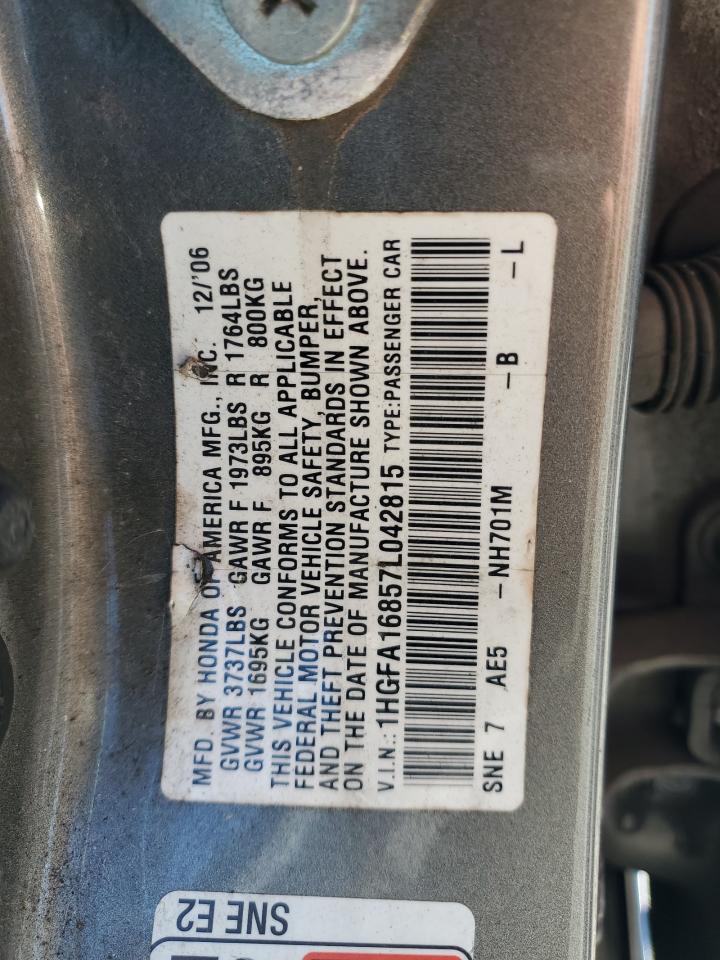 MFD. BY HONDA OF AMERICA MFG., INC. 12/'06
GVWR 3737LBS GAWR F 1973LBS R 1764LBS
GVWR 1695KG GAWR F 895KG R 800KG
THIS VEHICLE CONFORMS TO ALL APPLICABLE
FEDERAL MOTOR VEHICLE SAFETY, BUMPER,
AND THEFT PREVENTION STANDARDS IN EFFECT
ON THE DATE OF MANUFACTURE SHOWN ABOVE.
V.I.N.: 1HGFA16857L042815 TYPE:PASSENGER CAR
SNE 7 AE5 -NH701M -B -L
SNE E2